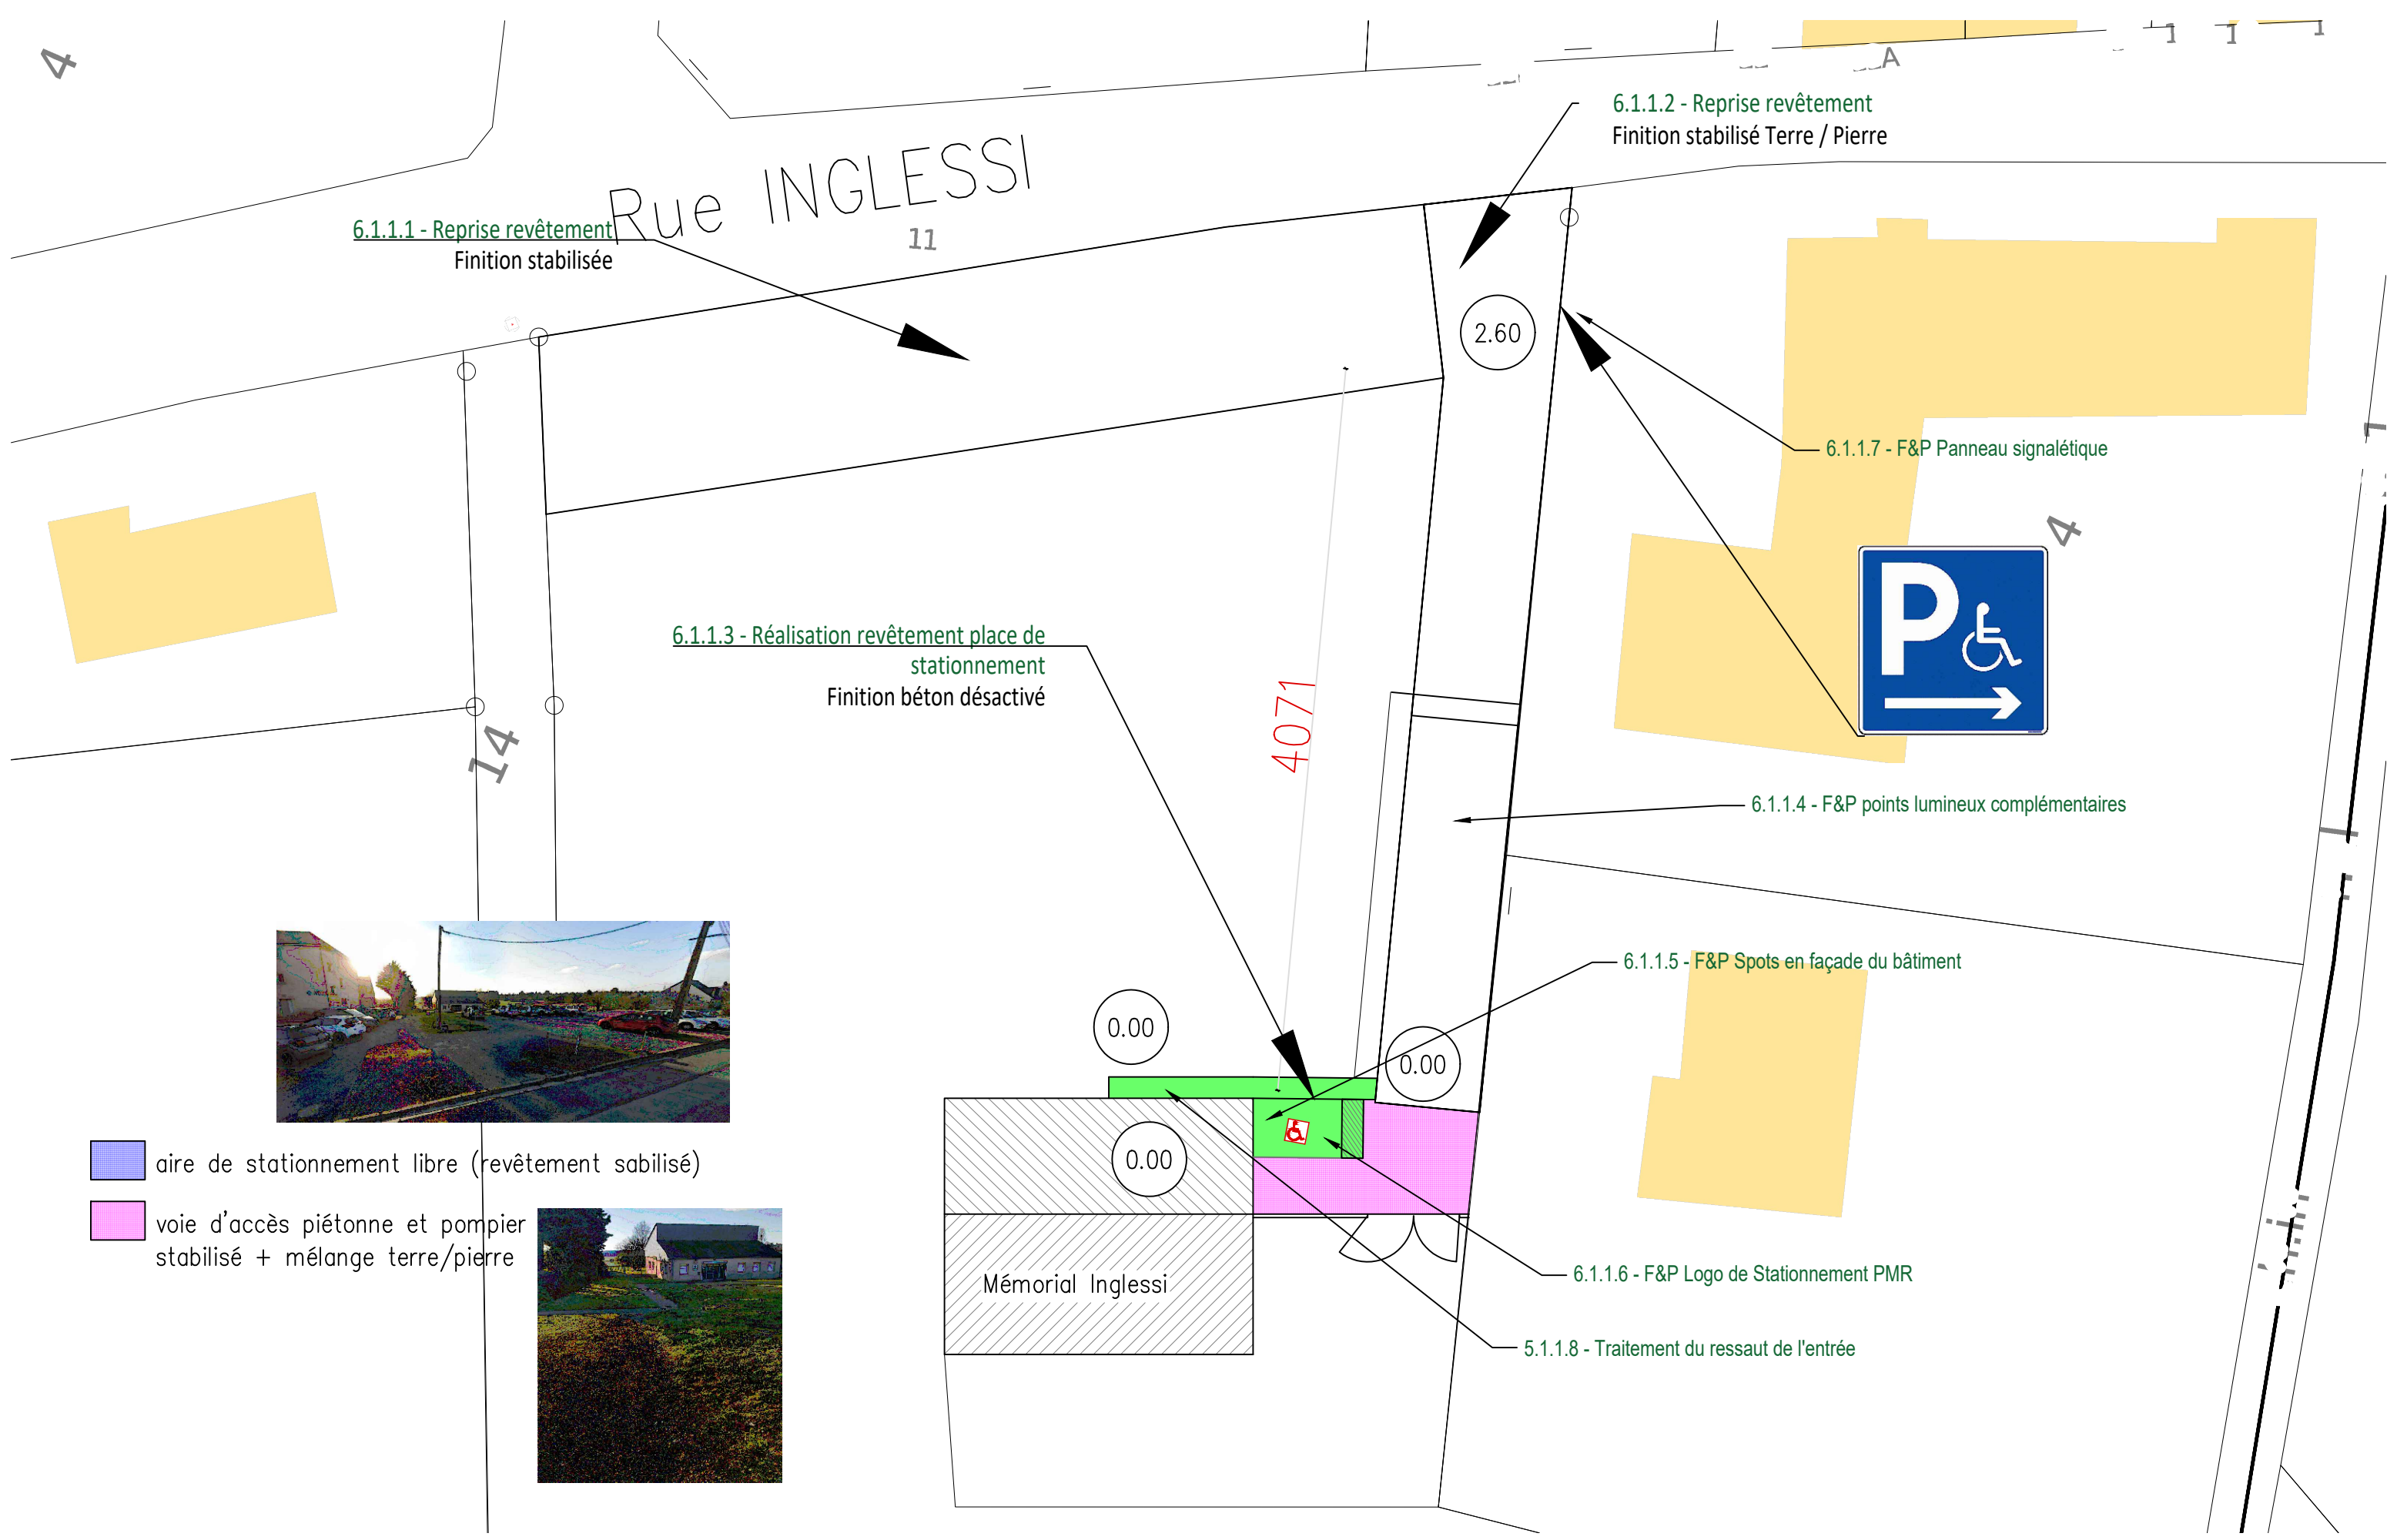 4
A
1
1
1
6.1.1.2 - Reprise revêtement
Finition stabilisé Terre / Pierre
Rue INGLESSI
11
6.1.1.1 - Reprise revêtement
Finition stabilisée
2.60
6.1.1.7 - F&P Panneau signalétique
1
4
P
6.1.1.3 - Réalisation revêtement place de
stationnement
Finition béton désactivé
4071
14
6.1.1.4 - F&P points lumineux complémentaires
6.1.1.5 - F&P Spots en façade du bâtiment
0.00
0.00
0.00
aire de stationnement libre (revêtement sabilisé)
voie d'accès piétonne et pompier
stabilisé + mélange terre/pierre
Mémorial Inglessi
6.1.1.6 - F&P Logo de Stationnement PMR
5.1.1.8 - Traitement du ressaut de l'entrée